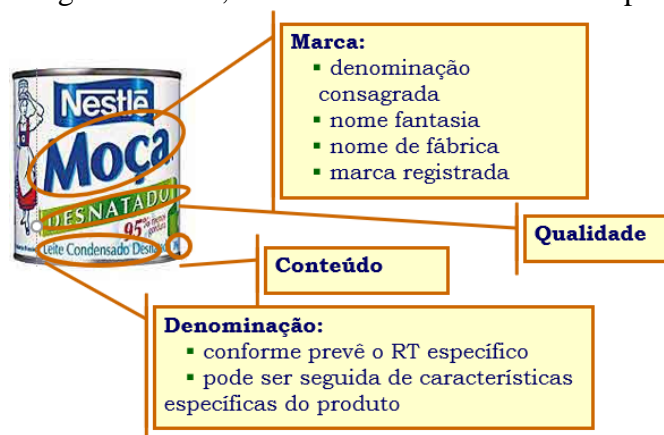 Marca:
▪ denominação
consagrada
▪ nome fantasia
▪ nome de fábrica
▪ marca registrada
Nestlé
Moça
DESNATADO
95%
Leite Condensado
Qualidade
Conteúdo
Denominação:
▪ conforme prevê o RT específico
▪ pode ser seguida de características
específicas do produto